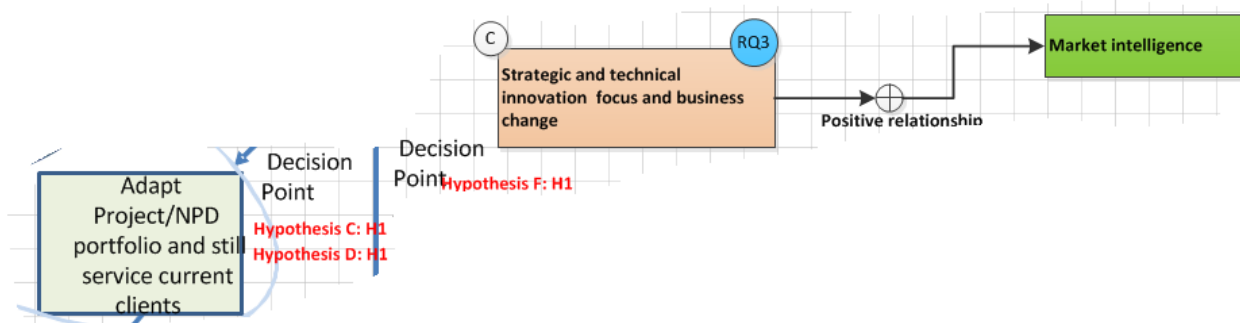 C
RQ3
Strategic and technical
innovation focus and business
change
Market intelligence
Positive relationship
Decision
Point
Hypothesis F: H1
Decision
Point
Hypothesis C: H1
Hypothesis D: H1
Adapt
Project/NPD
portfolio and still
service current
clients